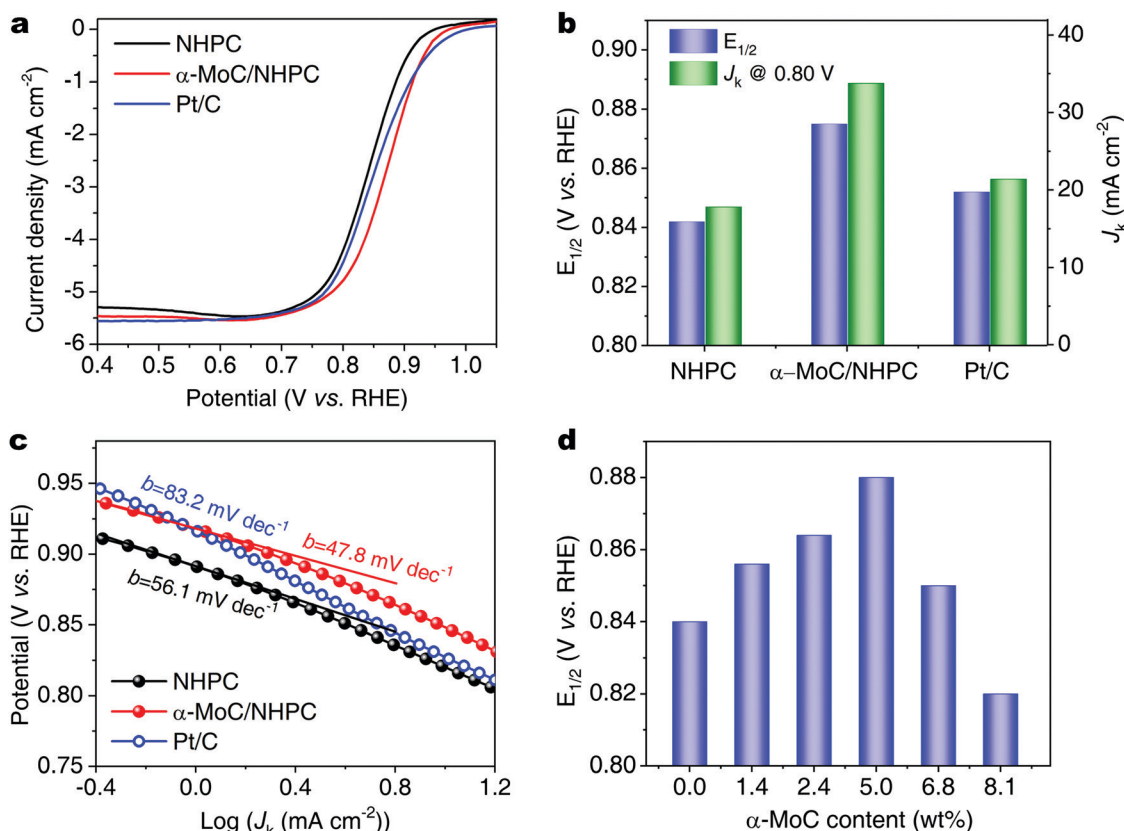 a
NHPC
α-MoC/NHPC
Pt/C
0
-1
-2
-3
-4
-5
-6
Current density (mA cm⁻²)
0.4 0.5 0.6 0.7 0.8 0.9 1.0
Potential (V vs. RHE)
b
E1/2
Jk @ 0.80 V
0.90
0.88
0.86
0.84
0.82
0.80
E1/2 (V vs. RHE)
40
30
20
10
0
Jk (mA cm⁻²)
NHPC α–MoC/NHPC Pt/C
c
b=83.2 mV dec⁻¹
b=47.8 mV dec⁻¹
b=56.1 mV dec⁻¹
NHPC
α-MoC/NHPC
Pt/C
0.95
0.90
0.85
0.80
0.75
Potential (V vs. RHE)
-0.4 0.0 0.4 0.8 1.2
Log (Jk (mA cm⁻²))
d
0.88
0.86
0.84
0.82
0.80
E1/2 (V vs. RHE)
0.0 1.4 2.4 5.0 6.8 8.1
α-MoC content (wt%)